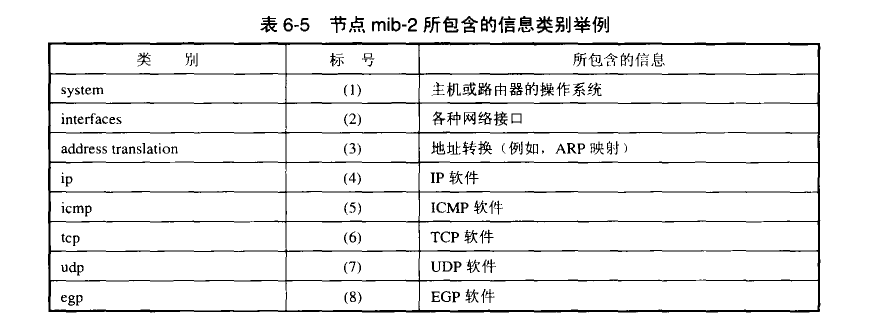 表 6-5 节点 mib-2 所包含的信息类别举例
类 别 标 号 所包含的信息
system (1) 主机或路由器的操作系统
interfaces (2) 各种网络接口
address translation (3) 地址转换（例如，ARP 映射）
ip (4) IP 软件
icmp (5) ICMP 软件
tcp (6) TCP 软件
udp (7) UDP 软件
egp (8) EGP 软件